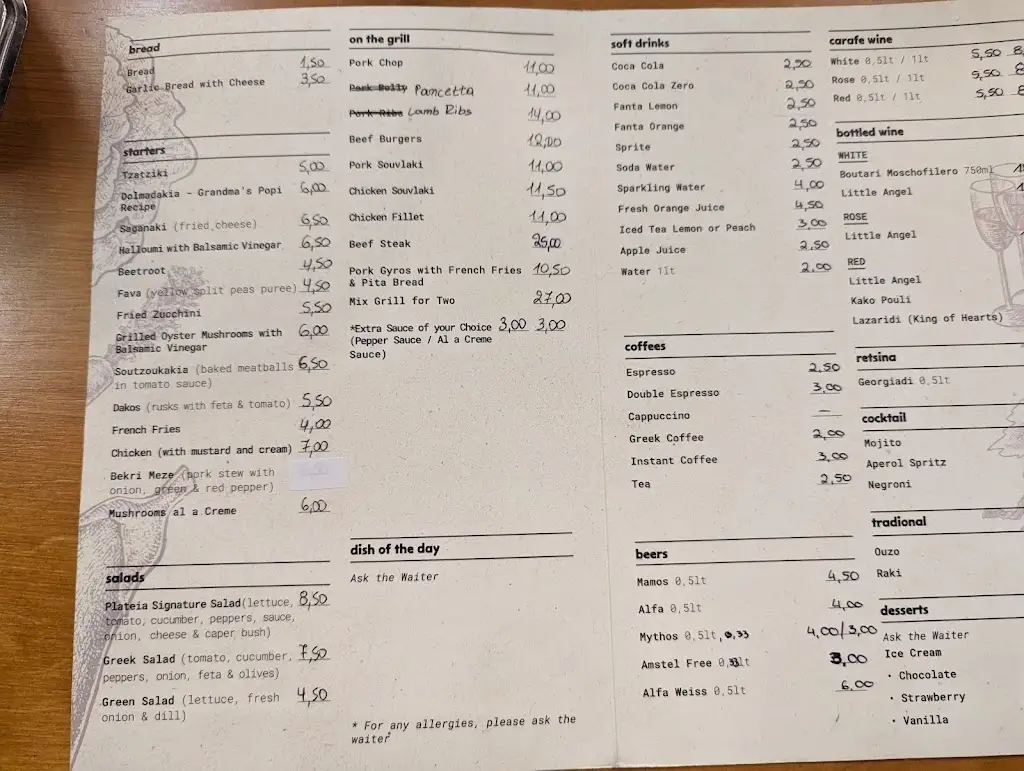 bread
Bread 1,50
Garlic Bread with Cheese 3,50
starters
Tzatziki 5,00
Dolmadakia - Grandma's Popi 6,00
Recipe
Saganaki (fried cheese) 6,50
Halloumi with Balsamic Vinegar 6,50
Beetroot 4,50
Fava (yellow split peas puree) 4,50
Fried Zucchini 5,50
Grilled Oyster Mushrooms with 6,00
Balsamic Vinegar
Soutzoukakia (baked meatballs 6,50
in tomato sauce)
Dakos (rusks with feta & tomato) 5,50
French Fries 4,00
Chicken (with mustard and cream) 7,00
Bekri Meze (pork stew with
onion, green & red pepper)
Mushrooms al a Creme 6,00
salads
Plateia Signature Salad(lettuce, 8,50
tomato, cucumber, peppers, sauce,
onion, cheese & caper bush)
Greek Salad (tomato, cucumber, 7,50
peppers, onion, feta & olives)
Green Salad (lettuce, fresh 4,50
onion & dill)
on the grill
Pork Chop 11,00
Pork Belly Pancetta 11,00
Pork Ribs Lamb Ribs 14,00
Beef Burgers 12,00
Pork Souvlaki 11,00
Chicken Souvlaki 11,50
Chicken Fillet 11,00
Beef Steak 25,00
Pork Gyros with French Fries 10,50
& Pita Bread
Mix Grill for Two 27,00
*Extra Sauce of your Choice 3,00 3,00
(Pepper Sauce / Al a Creme
Sauce)
dish of the day
Ask the Waiter
* For any allergies, please ask the
waiter
soft drinks
Coca Cola 2,50
Coca Cola Zero 2,50
Fanta Lemon 2,50
Fanta Orange 2,50
Sprite 2,50
Soda Water 2,50
Sparkling Water 4,00
Fresh Orange Juice 4,50
Iced Tea Lemon or Peach 3,00
Apple Juice 2,50
Water 1lt 2,00
coffees
Espresso 2,50
Double Espresso 3,00
Cappuccino —
Greek Coffee 2,00
Instant Coffee 3,00
Tea 2,50
beers
Mamos 0,5lt 4,50
Alfa 0,5lt 4,00
Mythos 0,5lt, 0,33 4,00/3,00
Amstel Free 0,33lt 3,00
Alfa Weiss 0,5lt 6,00
carafe wine
White 0,5lt / 1lt 5,50 8
Rose 0,5lt / 1lt 5,50 8
Red 0,5lt / 1lt 5,50 8
bottled wine
WHITE
Boutari Moschofilero 750ml
Little Angel
ROSE
Little Angel
RED
Little Angel
Kako Pouli
Lazaridi (King of Hearts)
retsina
Georgiadi 0,5lt
cocktail
Mojito
Aperol Spritz
Negroni
tradional
Ouzo
Raki
desserts
Ask the Waiter
Ice Cream
• Chocolate
• Strawberry
• Vanilla